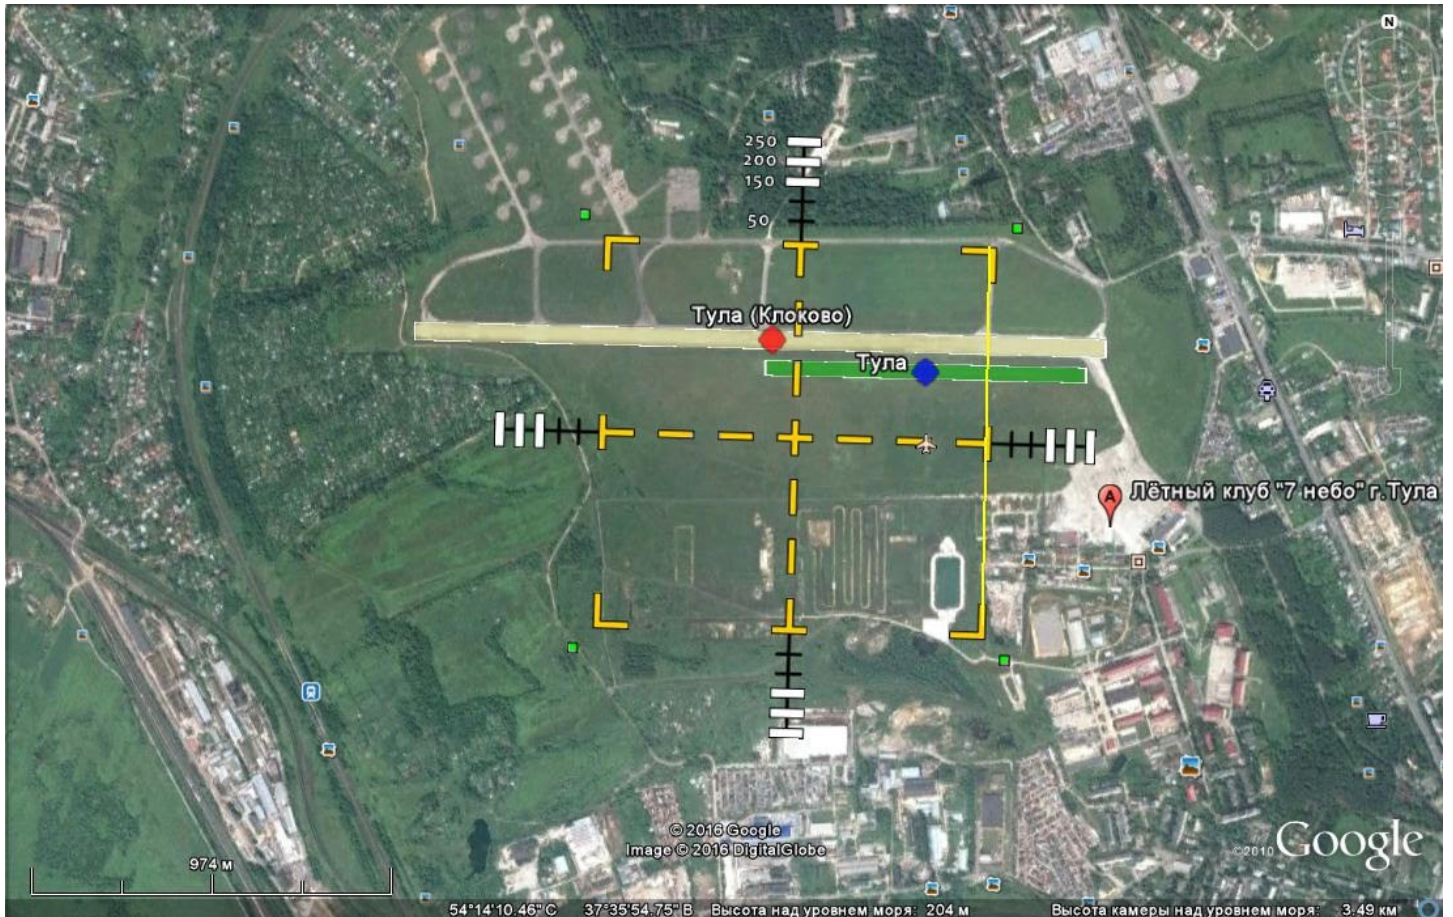 N
250
200
150
50
Тула (Клоково)
Тула
A
Лётный клуб "7 небо" г.Тула
© 2016 Google
Image © 2016 DigitalGlobe
©2010 Google
974 м
54°14'10.46" С 37°35'54.75" В Высота над уровнем моря: 204 м Высота камеры над уровнем моря: 3.49 км